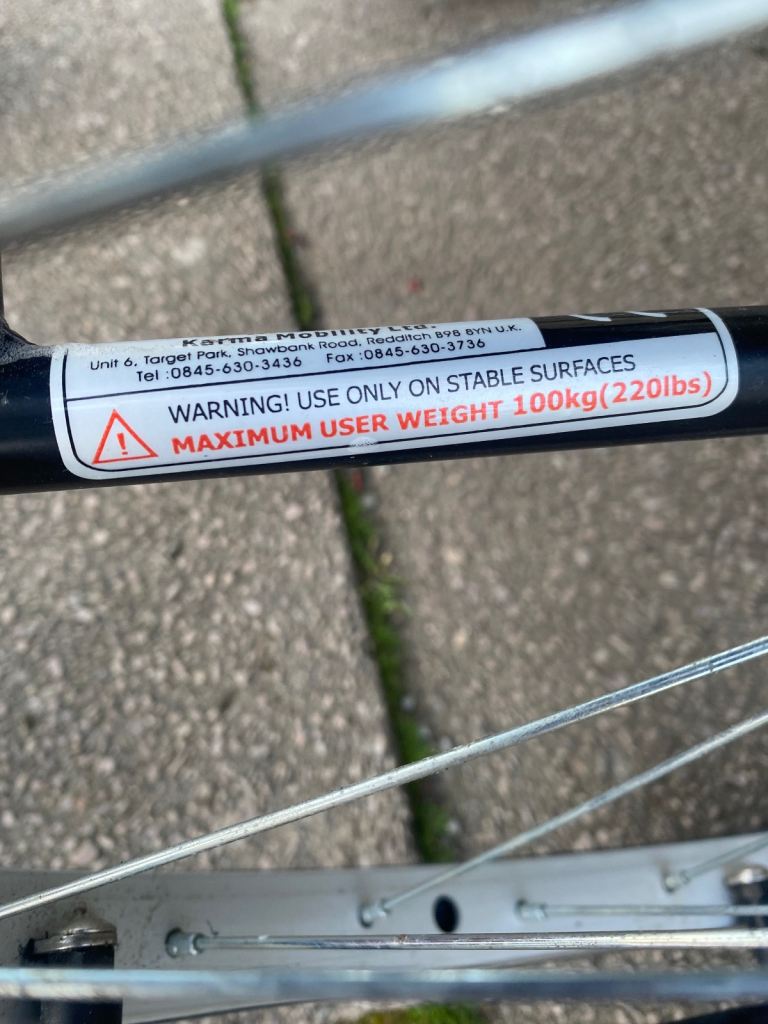 Karma Mobility Ltd.
Unit 6, Target Park, Shawbank Road, Redditch B98 8YN U.K.
Tel :0845-630-3436 Fax :0845-630-3736
WARNING! USE ONLY ON STABLE SURFACES
MAXIMUM USER WEIGHT 100kg(220lbs)